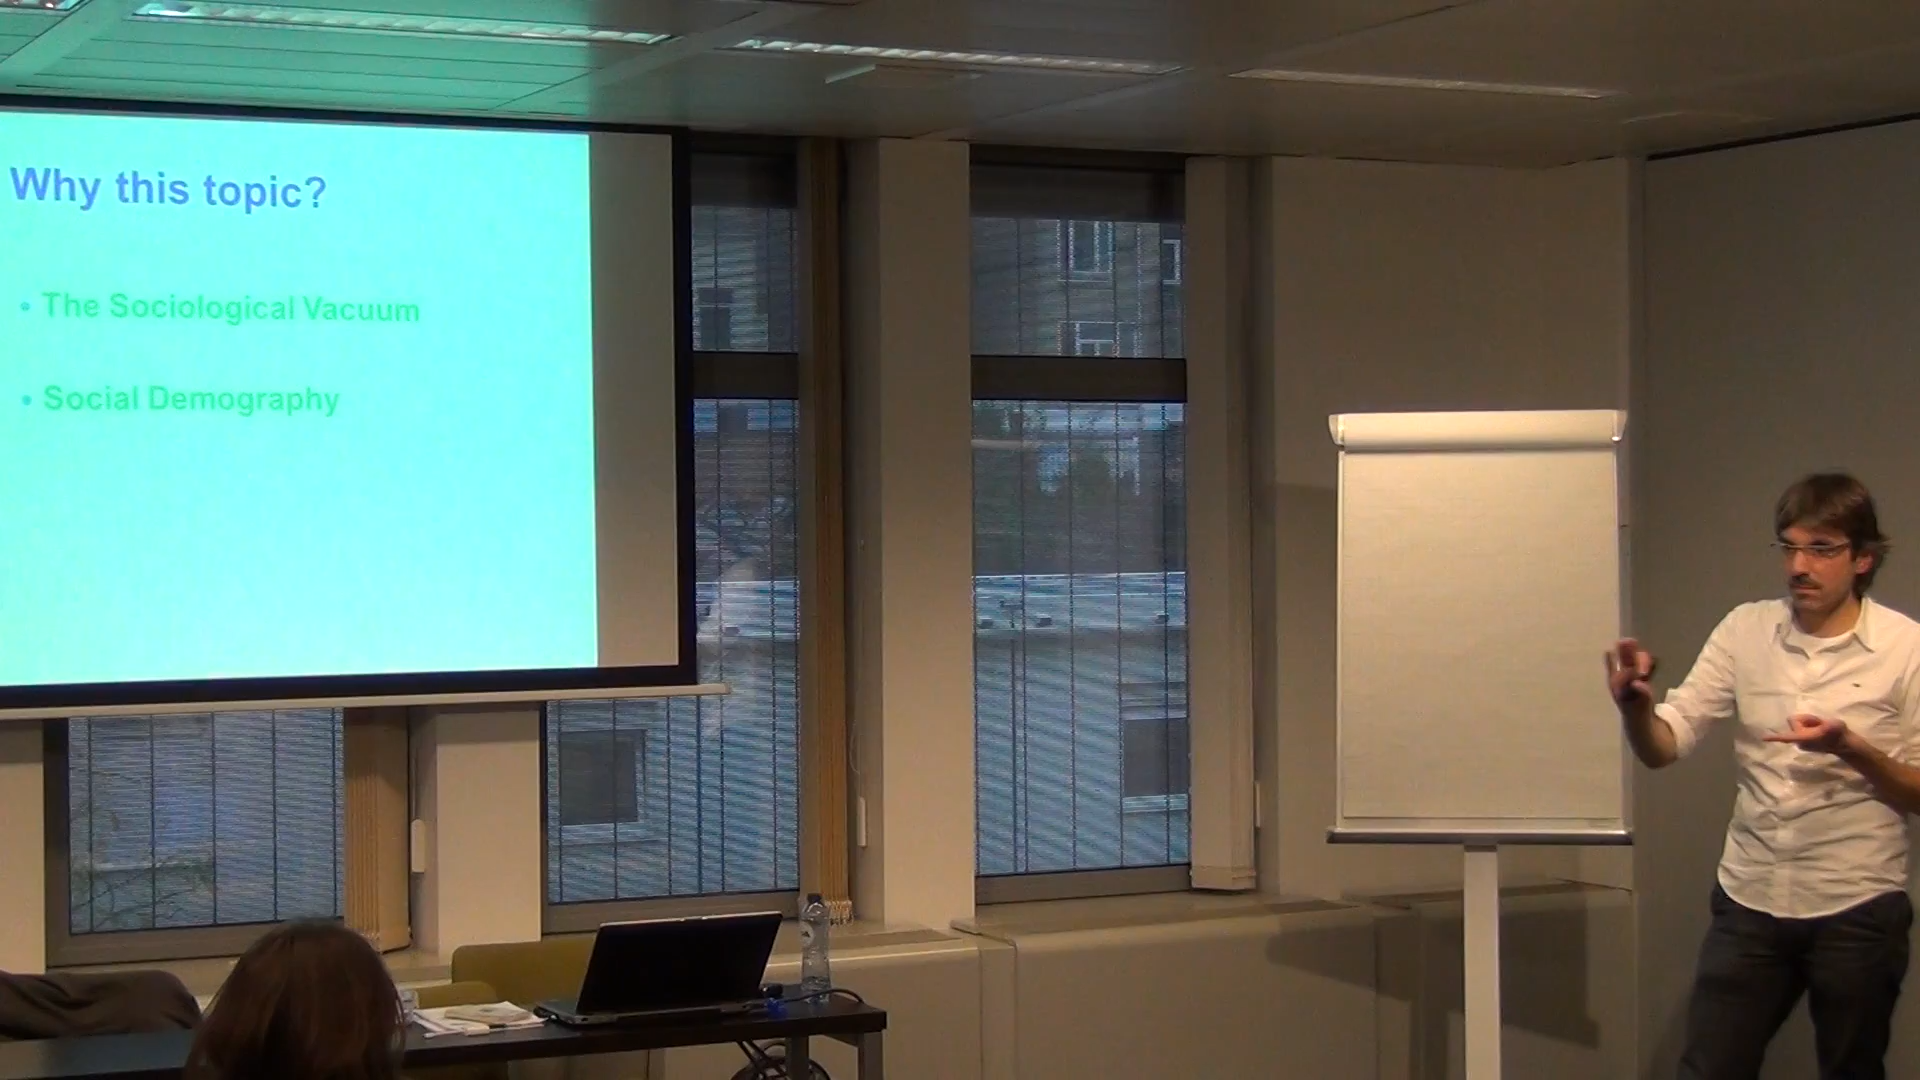 Why this topic?
• The Sociological Vacuum
• Social Demography